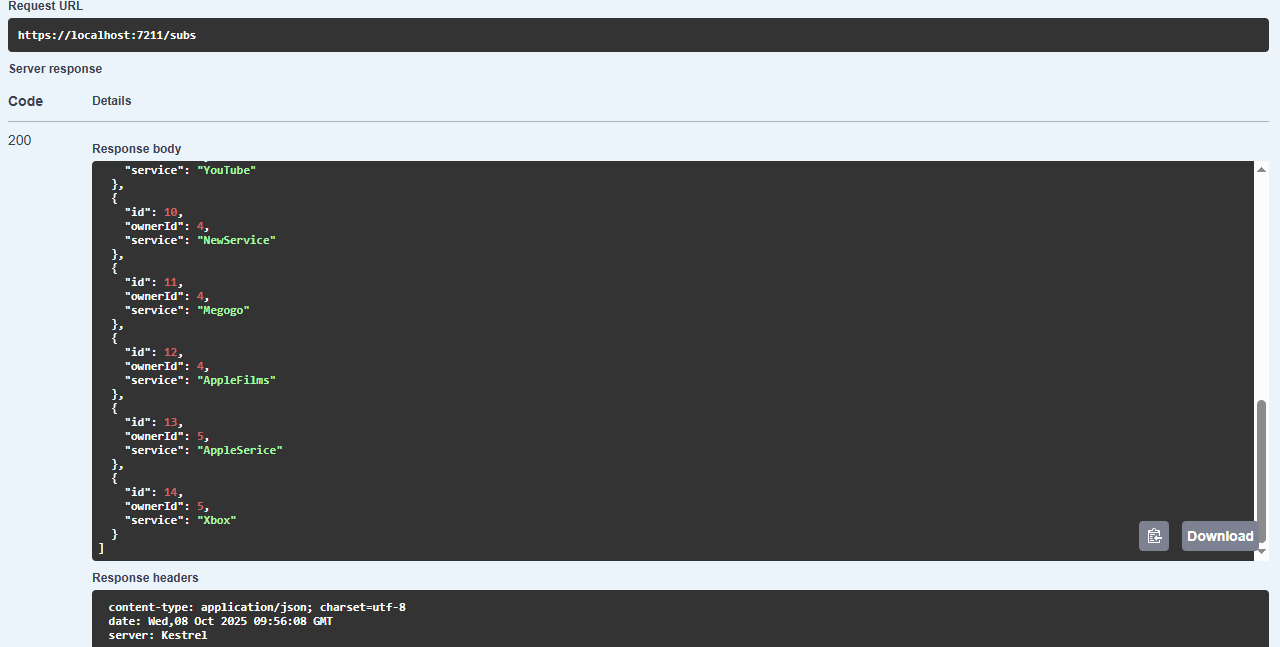 Request URL
https://localhost:7211/subs
Server response
Code Details
200
Response body
"service": "YouTube"
},
{
"id": 10,
"ownerId": 4,
"service": "NewService"
},
{
"id": 11,
"ownerId": 4,
"service": "Megogo"
},
{
"id": 12,
"ownerId": 4,
"service": "AppleFilms"
},
{
"id": 13,
"ownerId": 5,
"service": "AppleSerice"
},
{
"id": 14,
"ownerId": 5,
"service": "Xbox"
}
]
Download
Response headers
content-type: application/json; charset=utf-8
date: Wed,08 Oct 2025 09:56:08 GMT
server: Kestrel